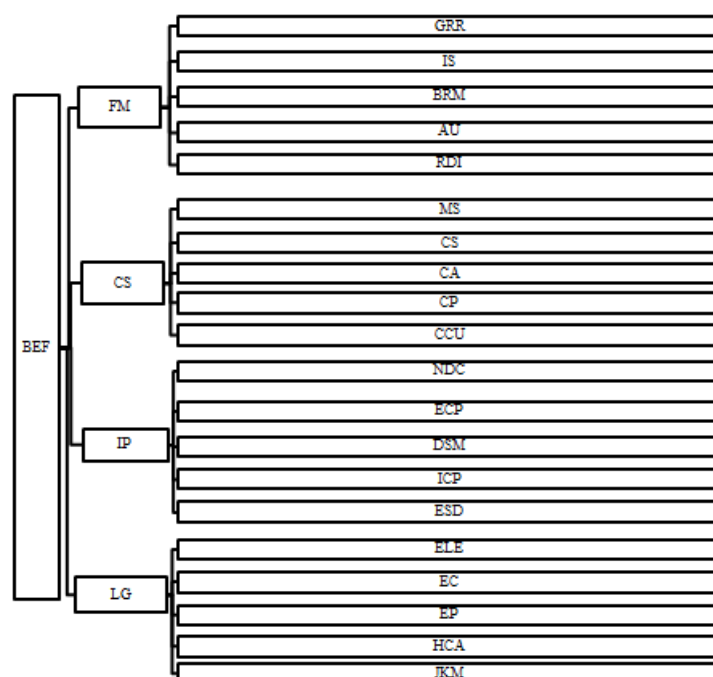 BEF
FM
GRR
IS
BRM
AU
RDI
CS
MS
CS
CA
CP
CCU
IP
NDC
ECP
DSM
ICP
ESD
LG
ELE
EC
EP
HCA
JKM